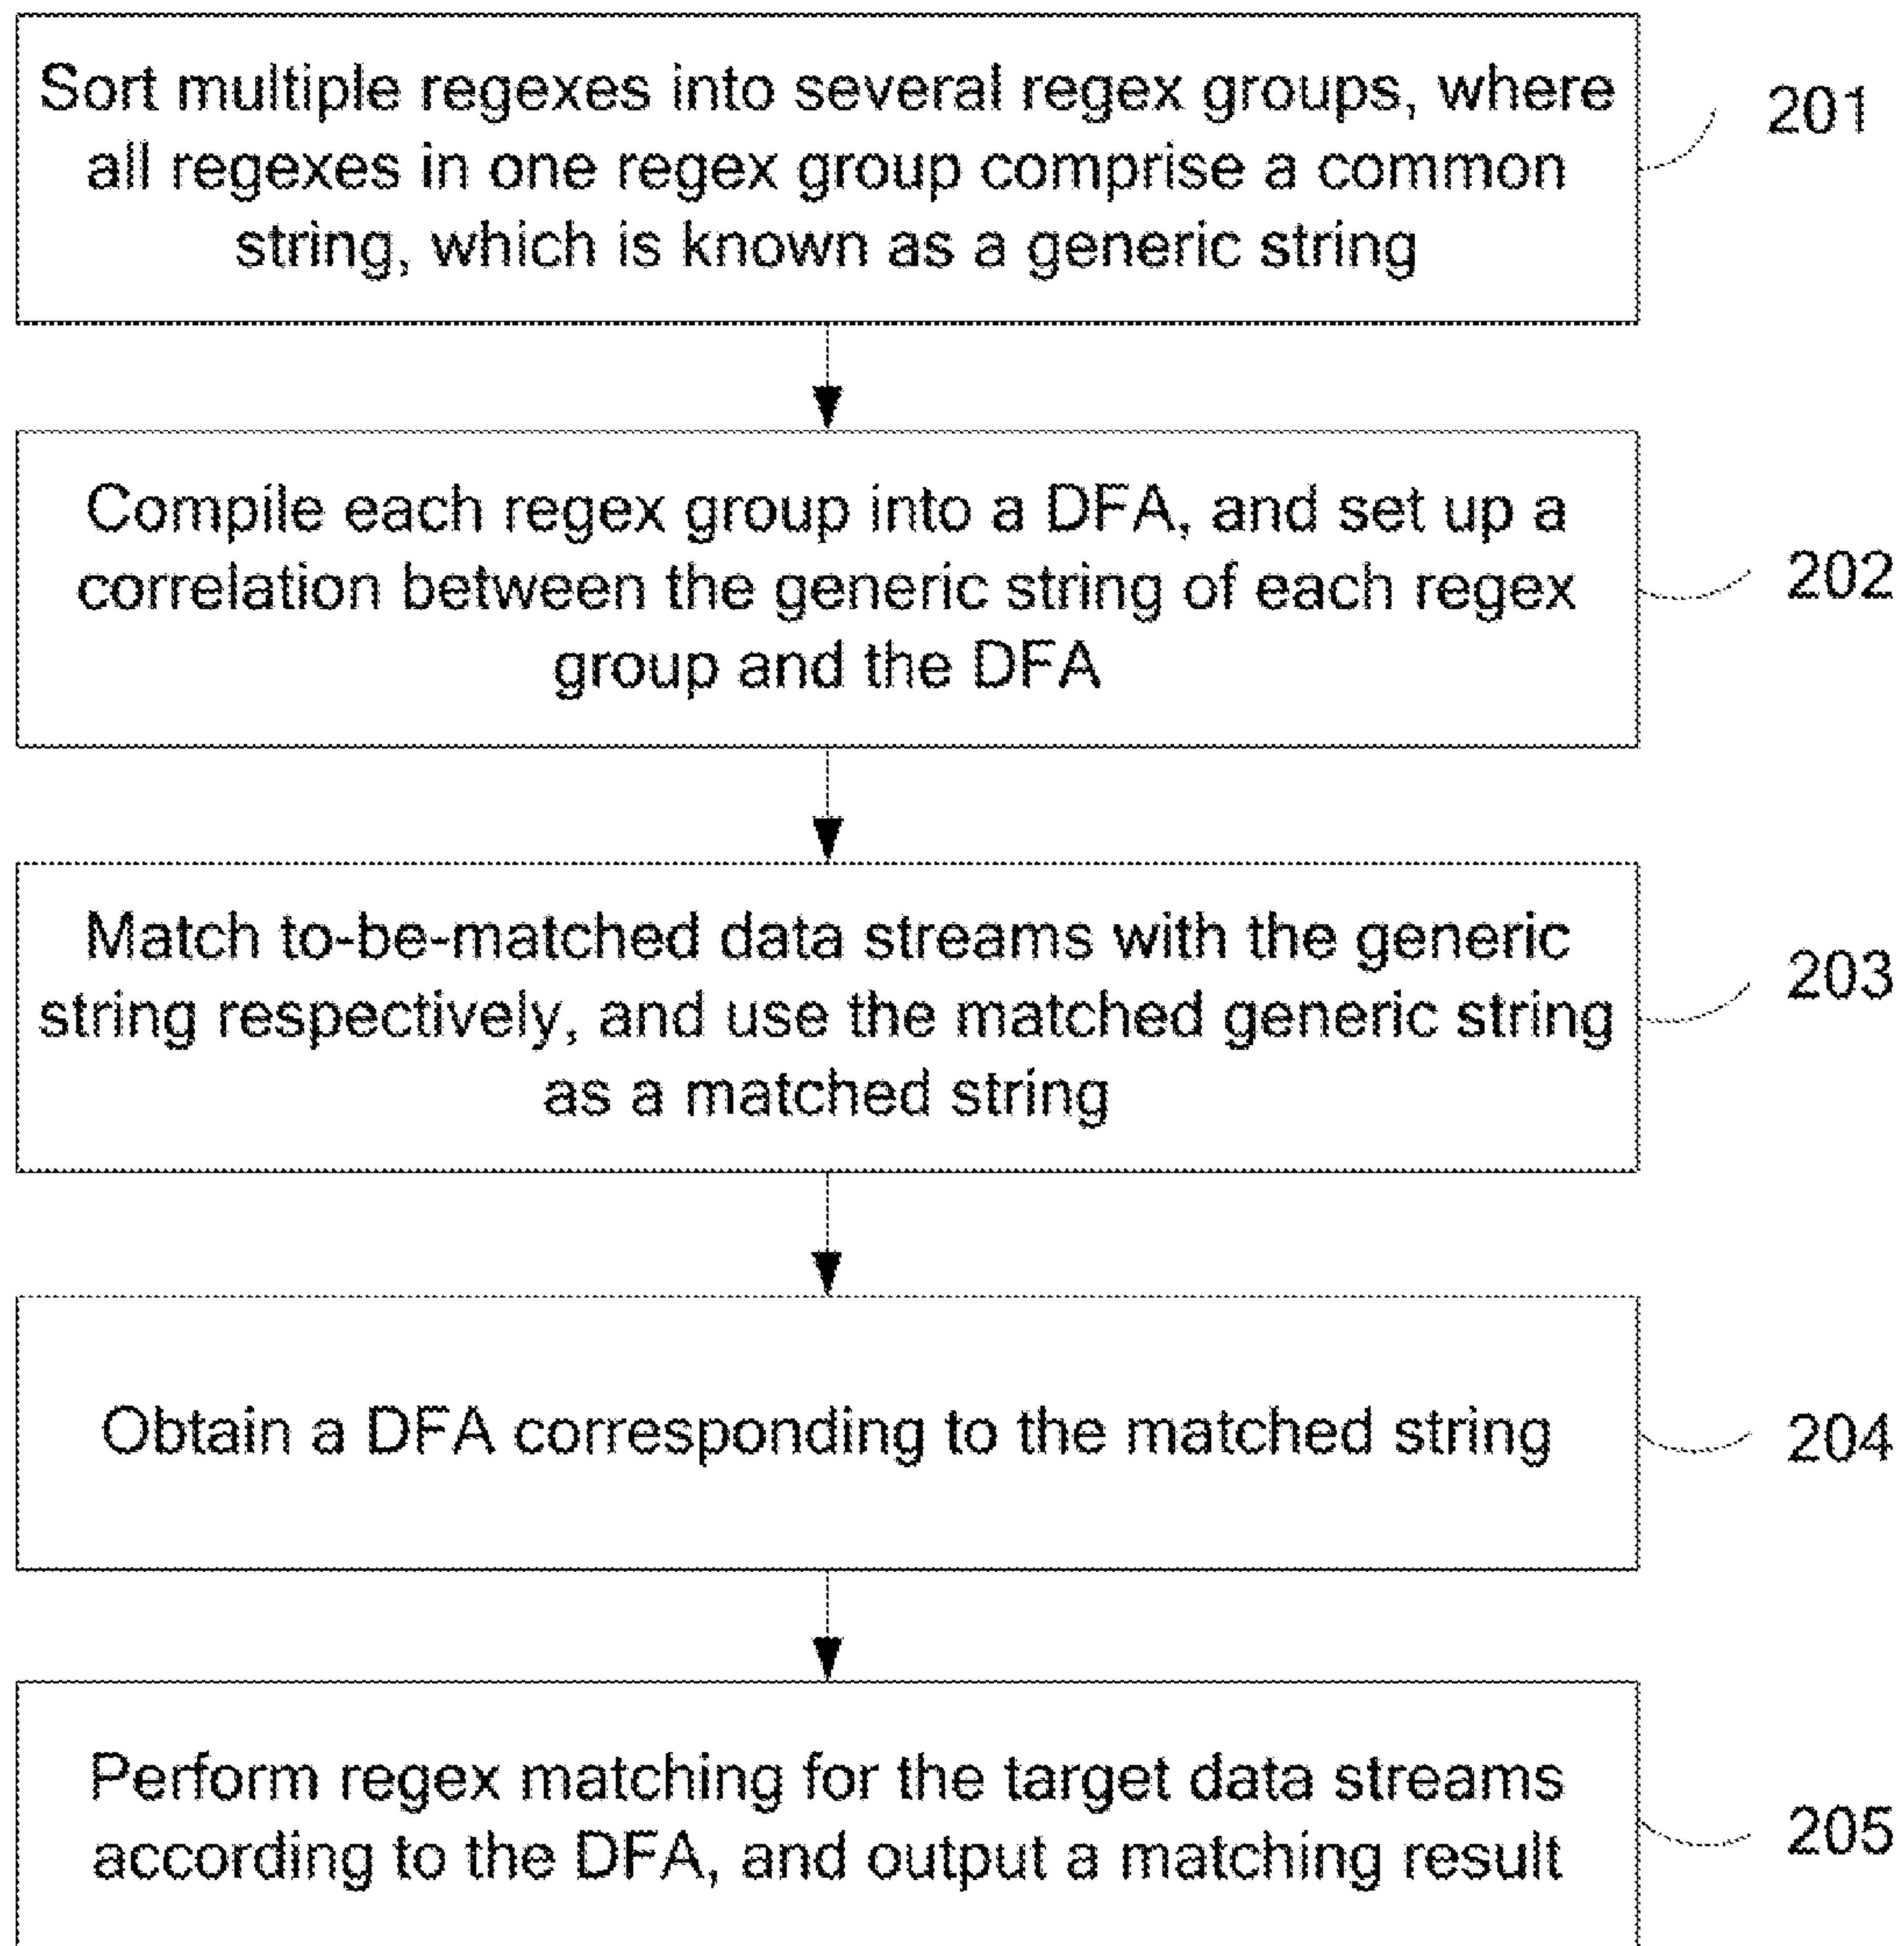 Sort multiple regexes into several regex groups, where
all regexes in one regex group comprise a common
string, which is known as a generic string
201
Compile each regex group into a DFA, and set up a
correlation between the generic string of each regex
group and the DFA
202
Match to-be-matched data streams with the generic
string respectively, and use the matched generic string
as a matched string
203
Obtain a DFA corresponding to the matched string
204
Perform regex matching for the target data streams
according to the DFA, and output a matching result
205